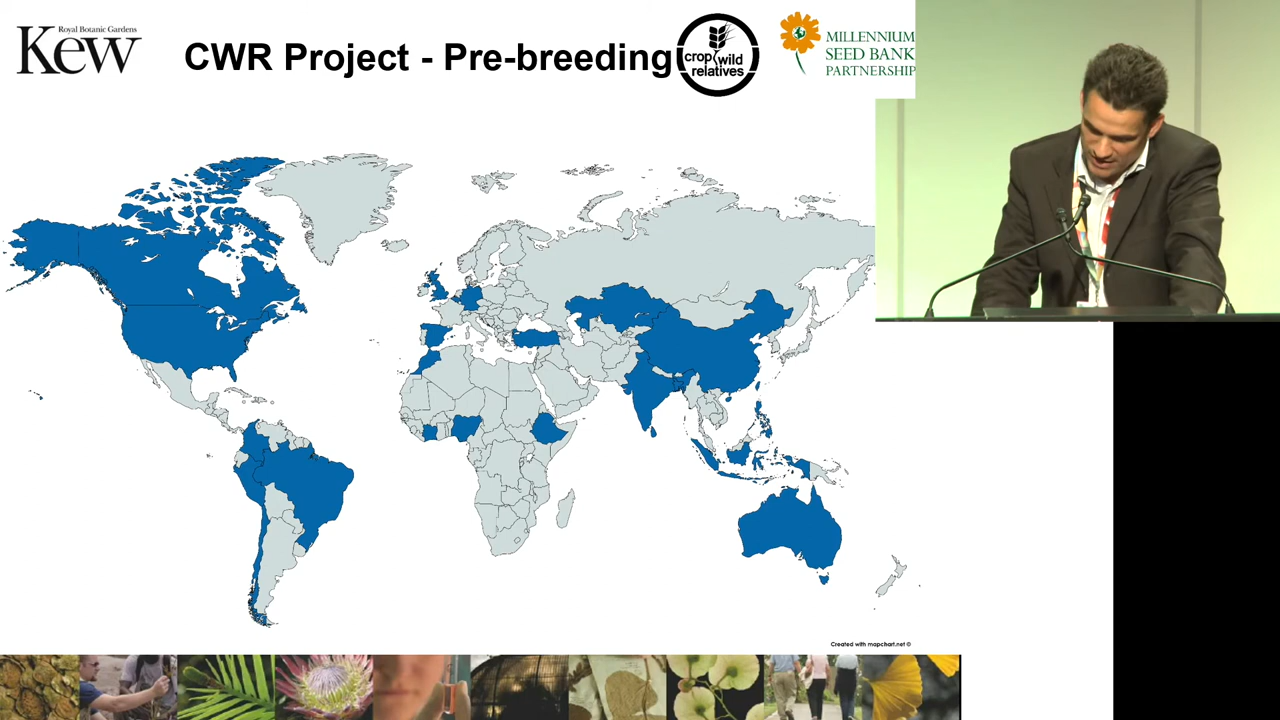 Royal Botanic Gardens
Kew
CWR Project - Pre-breeding
crop wild
relatives
MILLENNIUM
SEED BANK
PARTNERSHIP
Created with mapchart.net ©